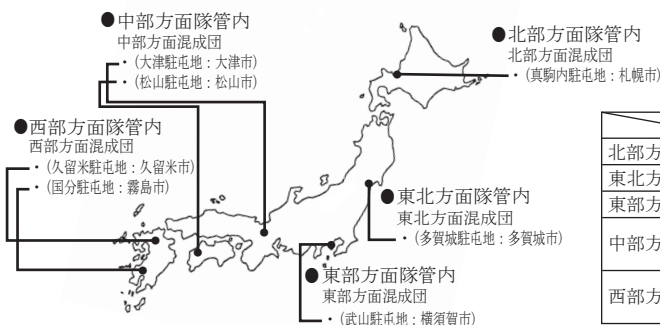 ●中部方面隊管内
中部方面混成団
・(大津駐屯地：大津市)
・(松山駐屯地：松山市)
●北部方面隊管内
北部方面混成団
・(真駒内駐屯地：札幌市)
●西部方面隊管内
西部方面混成団
・(久留米駐屯地：久留米市)
・(国分駐屯地：霧島市)
●東北方面隊管内
東北方面混成団
・(多賀城駐屯地：多賀城市)
●東部方面隊管内
東部方面混成団
・(武山駐屯地：横須賀市)
北部方
東北方
東部方
中部方
西部方